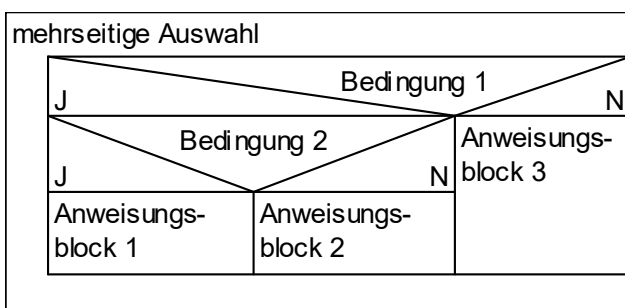 mehrseitige Auswahl
Bedingung 1
J
N
Bedingung 2
J
N
Anweisungs-
block 3
Anweisungs-
block 1
Anweisungs-
block 2